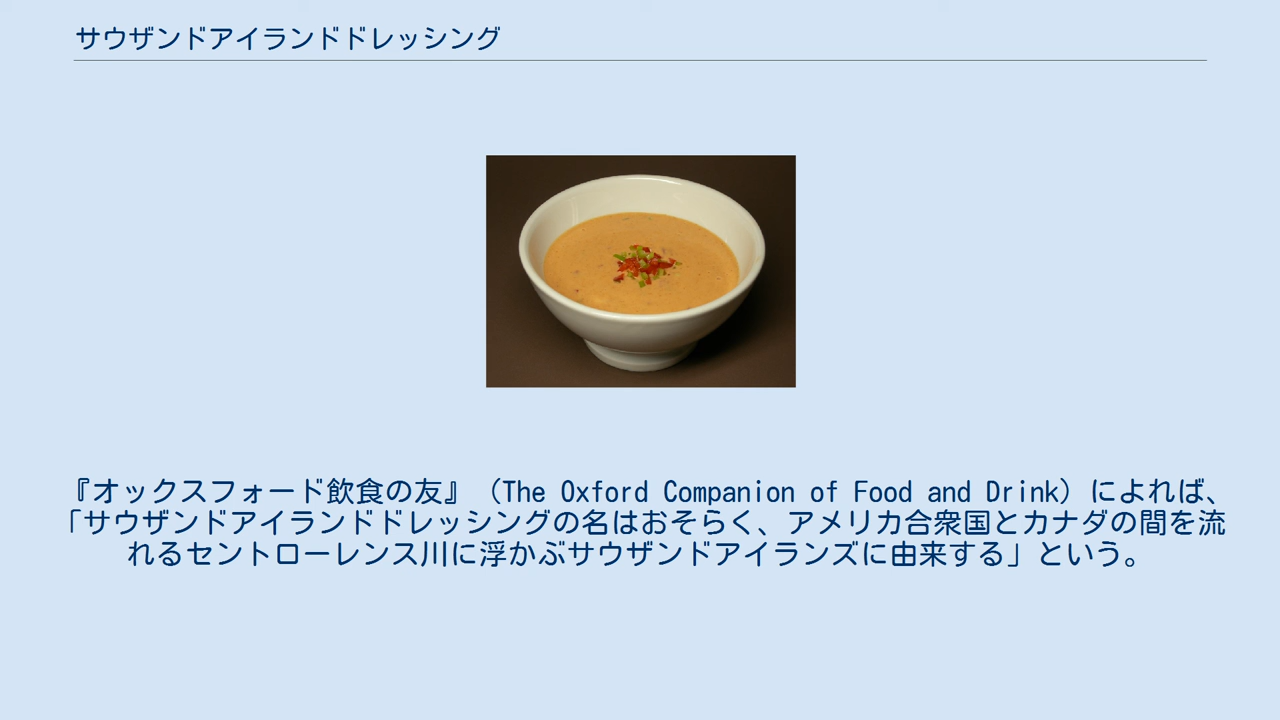 サウザンドアイランドドレッシング
『オックスフォード飲食の友』（The Oxford Companion of Food and Drink）によれば、
「サウザンドアイランドドレッシングの名はおそらく、アメリカ合衆国とカナダの間を流
れるセントローレンス川に浮かぶサウザンドアイランズに由来する」という。